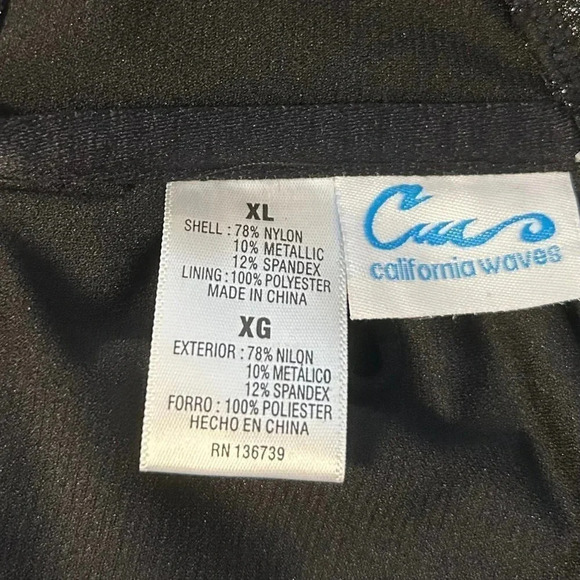 XL
SHELL : 78% NYLON
10% METALLIC
12% SPANDEX
LINING : 100% POLYESTER
MADE IN CHINA
XG
EXTERIOR : 78% NILON
10% METÁLICO
12% SPANDEX
FORRO : 100% POLIESTER
HECHO EN CHINA
RN 136739
california waves